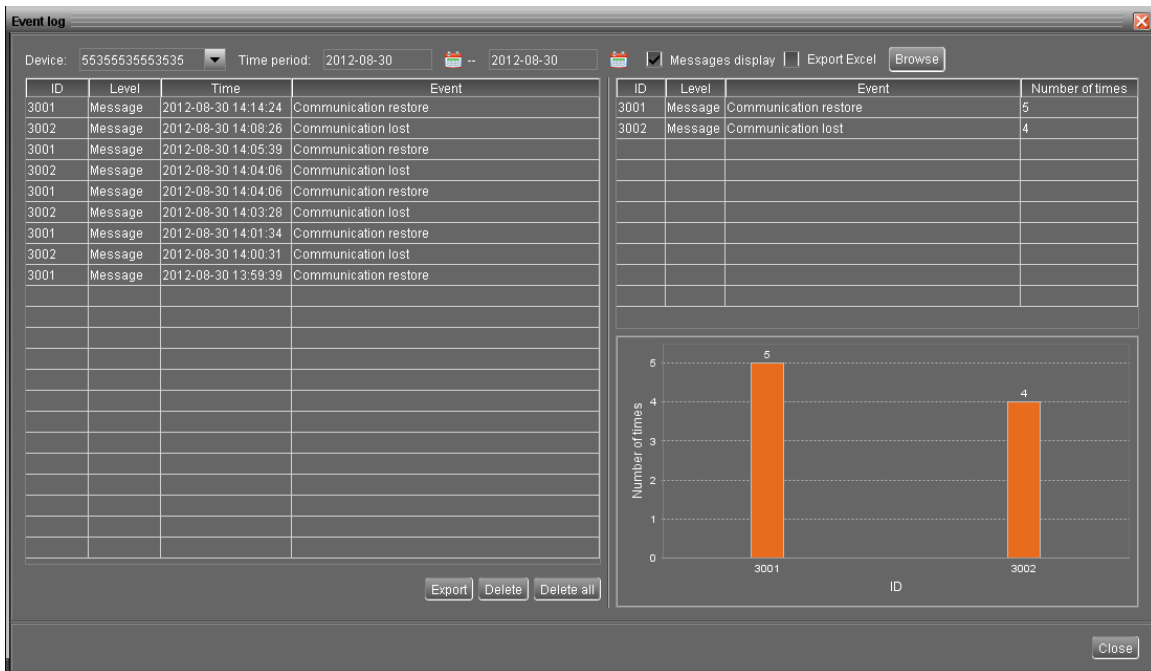 Event log
Device: 55355535553535 Time period: 2012-08-30 -- 2012-08-30 Messages display Export Excel Browse
ID Level Time Event
3001 Message 2012-08-30 14:14:24 Communication restore
3002 Message 2012-08-30 14:08:26 Communication lost
3001 Message 2012-08-30 14:05:39 Communication restore
3002 Message 2012-08-30 14:04:06 Communication lost
3001 Message 2012-08-30 14:04:06 Communication restore
3002 Message 2012-08-30 14:03:28 Communication lost
3001 Message 2012-08-30 14:01:34 Communication restore
3002 Message 2012-08-30 14:00:31 Communication lost
3001 Message 2012-08-30 13:59:39 Communication restore
Export Delete Delete all
ID Level Event Number of times
3001 Message Communication restore 5
3002 Message Communication lost 4
Number of times
5
4
3
2
1
0
5
4
3001 3002
ID
Close